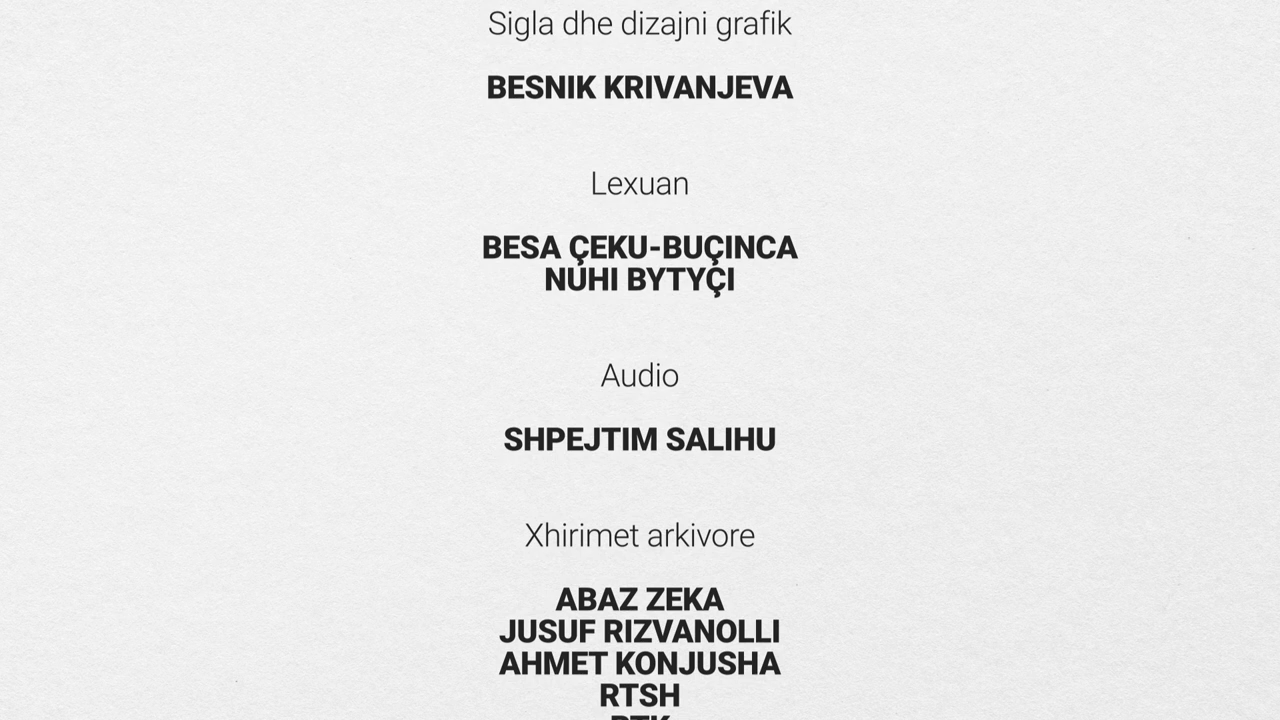 Sigla dhe dizajni grafik
BESNIK KRIVANJEVA
Lexuan
BESA ÇEKU-BUÇINCA
NUHI BYTYÇI
Audio
SHPEJTIM SALIHU
Xhirimet arkivore
ABAZ ZEKA
JUSUF RIZVANOLLI
AHMET KONJUSHA
RTSH